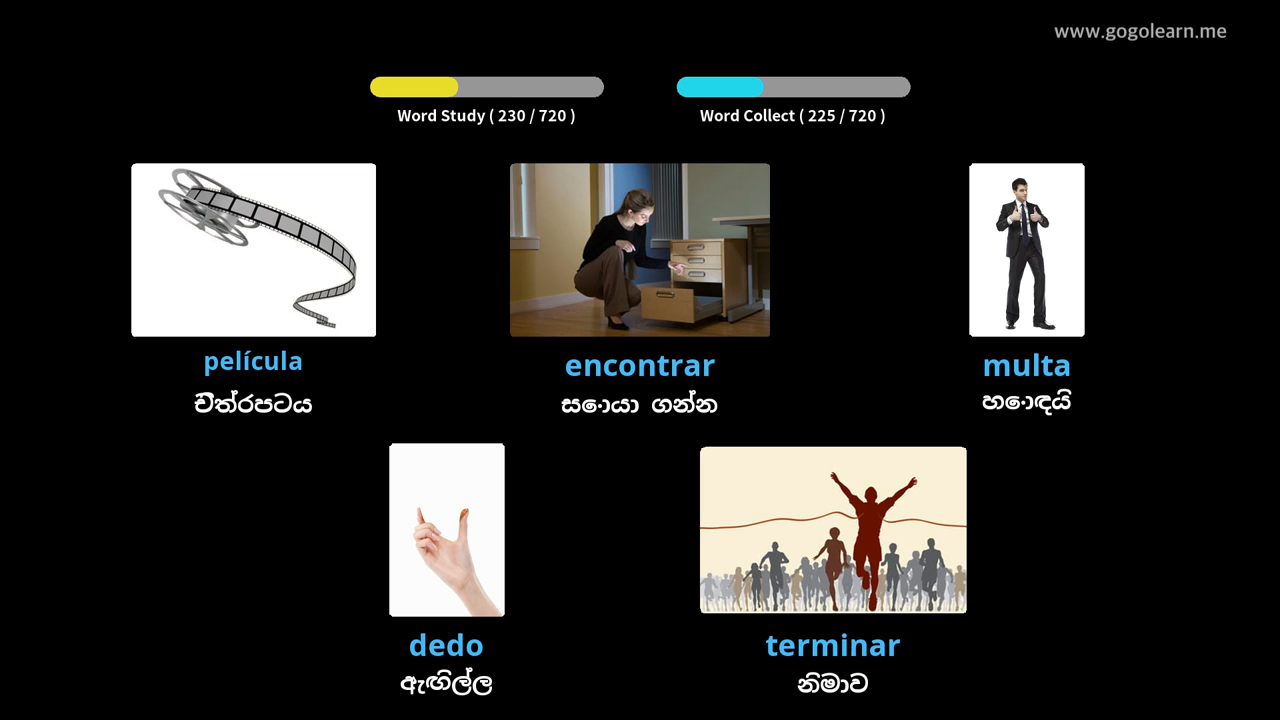 www.gogolearn.me
Word Study ( 230 / 720 )
Word Collect ( 225 / 720 )
película
චිත්රපටය
encontrar
සොයා ගන්න
multa
හොඳයි
dedo
ඇඟිල්ල
terminar
නිමාව